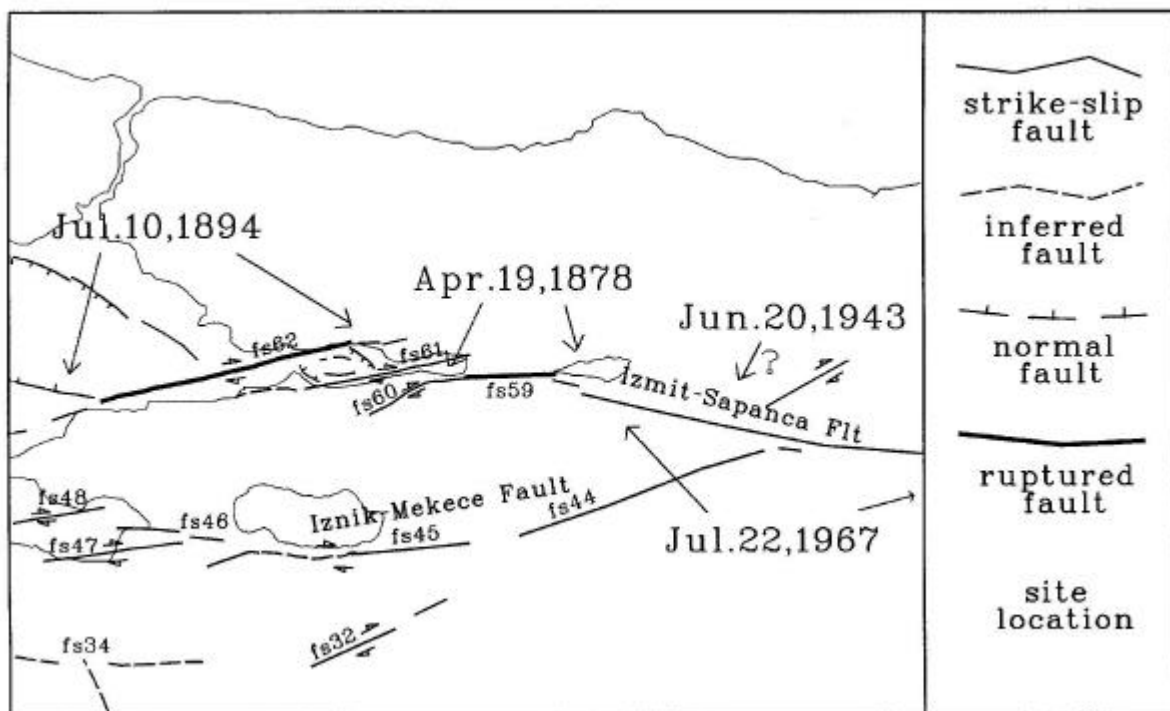 Jul.10,1894
Apr.19,1878
Jun.20,1943
?
fs62
fs61
fs60
fs59
Izmit-Sapanca Flt
fs48
fs46
fs47
Iznik-Mekece Fault
fs45
fs44
Jul.22,1967
fs34
fs32
strike-slip
fault
inferred
fault
normal
fault
ruptured
fault
site
location